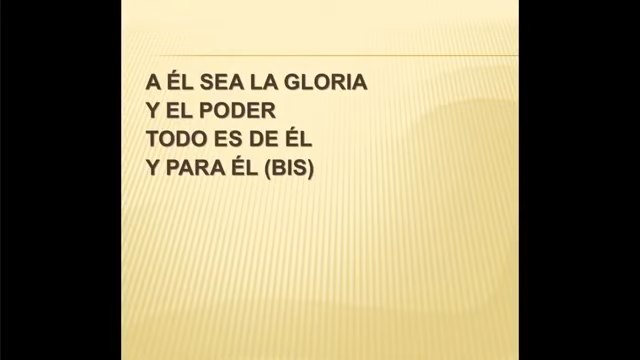 A ÉL SEA LA GLORIA
Y EL PODER
TODO ES DE ÉL
Y PARA ÉL (BIS)